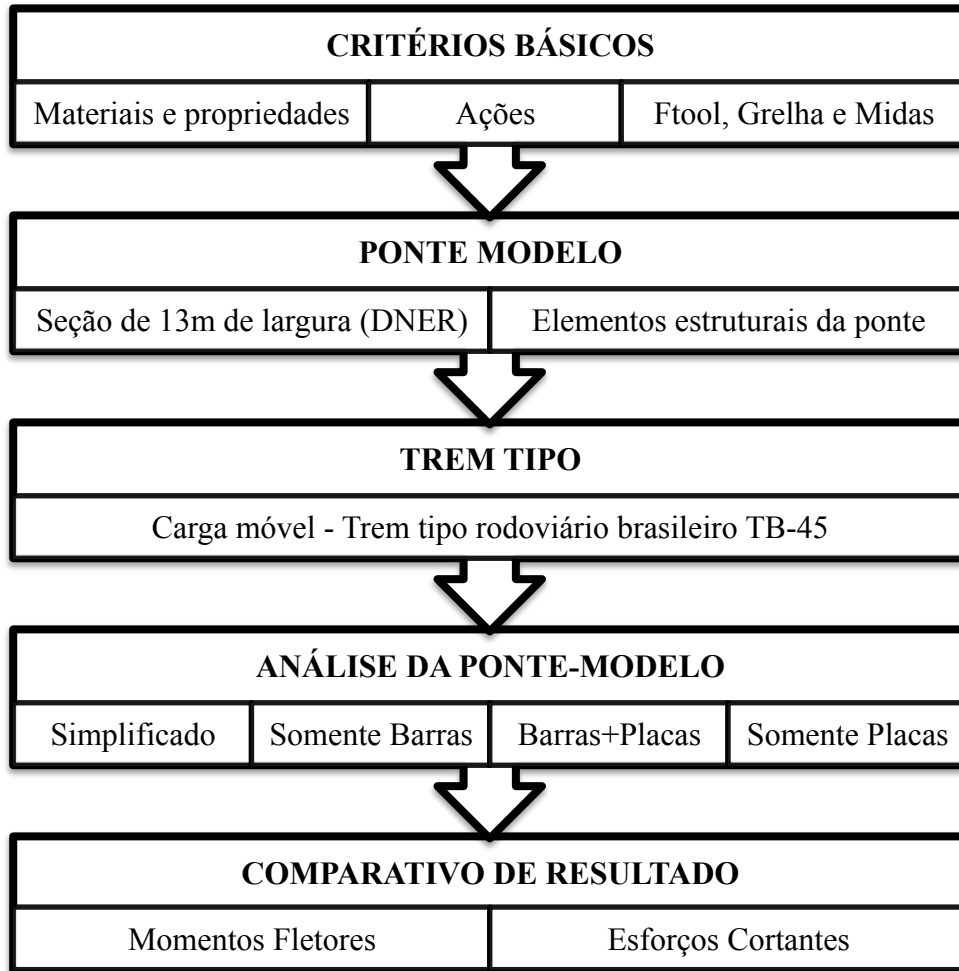 CRITÉRIOS BÁSICOS
Materiais e propriedades
Ações
Ftool, Grelha e Midas
PONTE MODELO
Seção de 13m de largura (DNER)
Elementos estruturais da ponte
TREM TIPO
Carga móvel - Trem tipo rodoviário brasileiro TB-45
ANÁLISE DA PONTE-MODELO
Simplificado
Somente Barras
Barras+Placas
Somente Placas
COMPARATIVO DE RESULTADO
Momentos Fletores
Esforços Cortantes